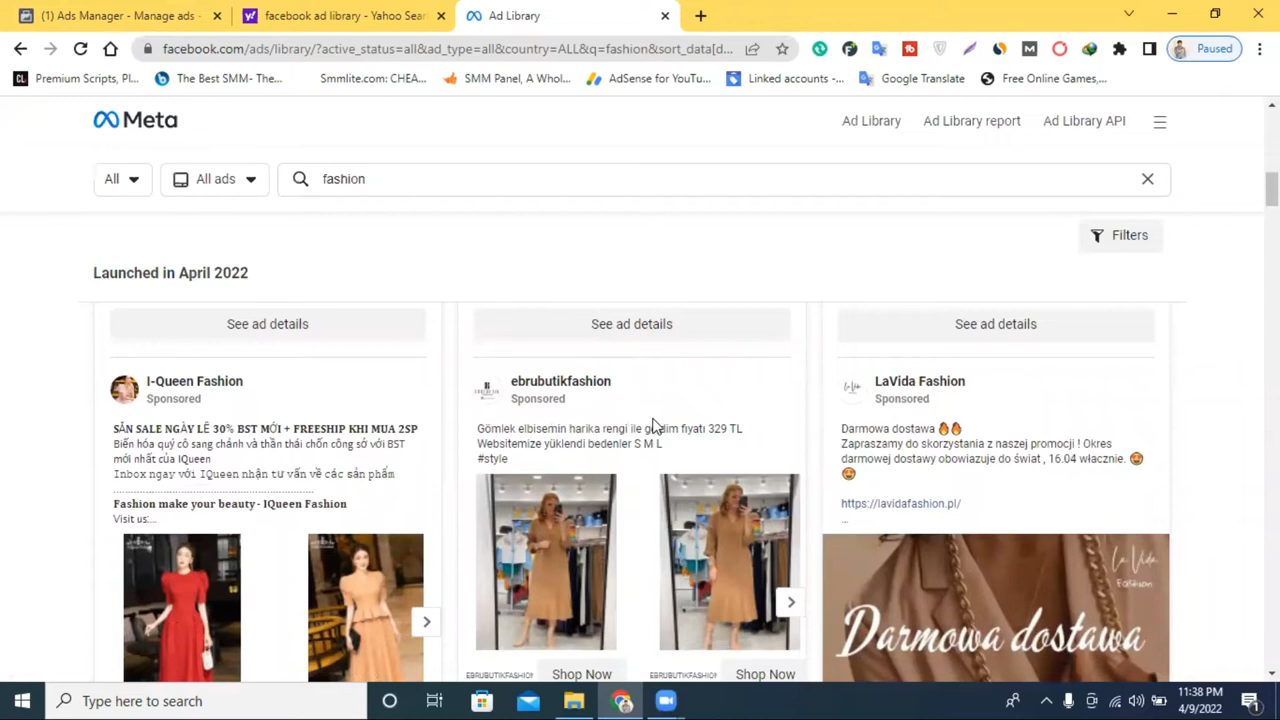 (1) Ads Manager - Manage ads -
facebook ad library - Yahoo Sear
Ad Library
facebook.com/ads/library/?active_status=all&ad_type=all&country=ALL&q=fashion&sort_data[d...
Paused
Premium Scripts, Pl...
The Best SMM- The...
Smmlite.com: CHEA...
SMM Panel, A Whol...
AdSense for YouTu...
Linked accounts -...
Google Translate
Free Online Games,...
Meta
Ad Library
Ad Library report
Ad Library API
All
All ads
fashion
Filters
Launched in April 2022
See ad details
See ad details
See ad details
I-Queen Fashion
Sponsored
SĂN SALE NGÀY LỄ 30% BST MỚI + FREESHIP KHI MUA 2SP
Biến hóa quý cô sang chảnh và thần thái chốn công sở với BST
mới nhất của IQueen
Inbox ngay với IQueen nhận tư vấn về các sản phẩm
Fashion make your beauty - IQueen Fashion
Visit us:...
ebrubutikfashion
Sponsored
Gömlek elbisemin harika rengi ile fiyatı 329 TL
Websitemize yüklendi bedenler S M L
#style
EBRUBUTIKFASHION
Shop Now
EBRUBUTIKFASHION
Shop Now
LaVida Fashion
Sponsored
Darmowa dostawa 🔥🔥
Zapraszamy do skorzystania z naszej promocji ! Okres
darmowej dostawy obowiazuje do świat , 16.04 włacznie. 🤩
🤩
https://lavidafashion.pl/
...
La Vida
Fashion
Darmowa dostawa
Type here to search
11:38 PM
4/9/2022